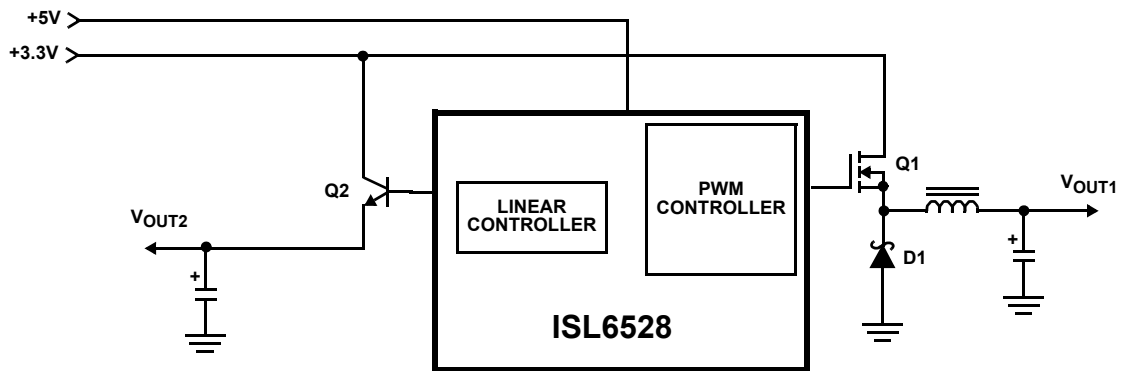 +5V
+3.3V
Q2
VOUT2
+
LINEAR
CONTROLLER
PWM
CONTROLLER
ISL6528
Q1
D1
VOUT1
+